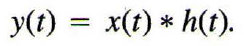 y(t) = x(t) * h(t).